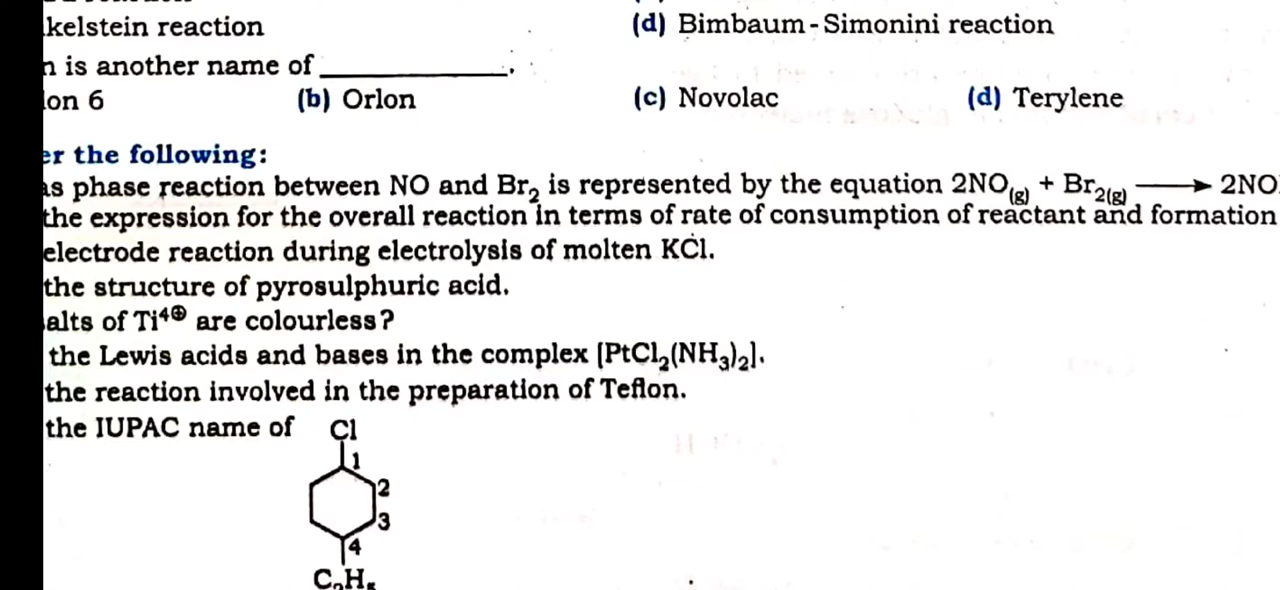 kelstein reaction (d) Bimbaum-Simonini reaction
n is another name of ____________.
on 6 (b) Orlon (c) Novolac (d) Terylene
er the following:
as phase reaction between NO and Br₂ is represented by the equation 2NO(g) + Br₂(g) ⟶ 2NO
the expression for the overall reaction in terms of rate of consumption of reactant and formation
electrode reaction during electrolysis of molten KCl.
the structure of pyrosulphuric acid.
alts of Ti⁴⊕ are colourless?
the Lewis acids and bases in the complex [PtCl₂(NH₃)₂].
the reaction involved in the preparation of Teflon.
the IUPAC name of Cl
1
2
3
4
C₂H₅